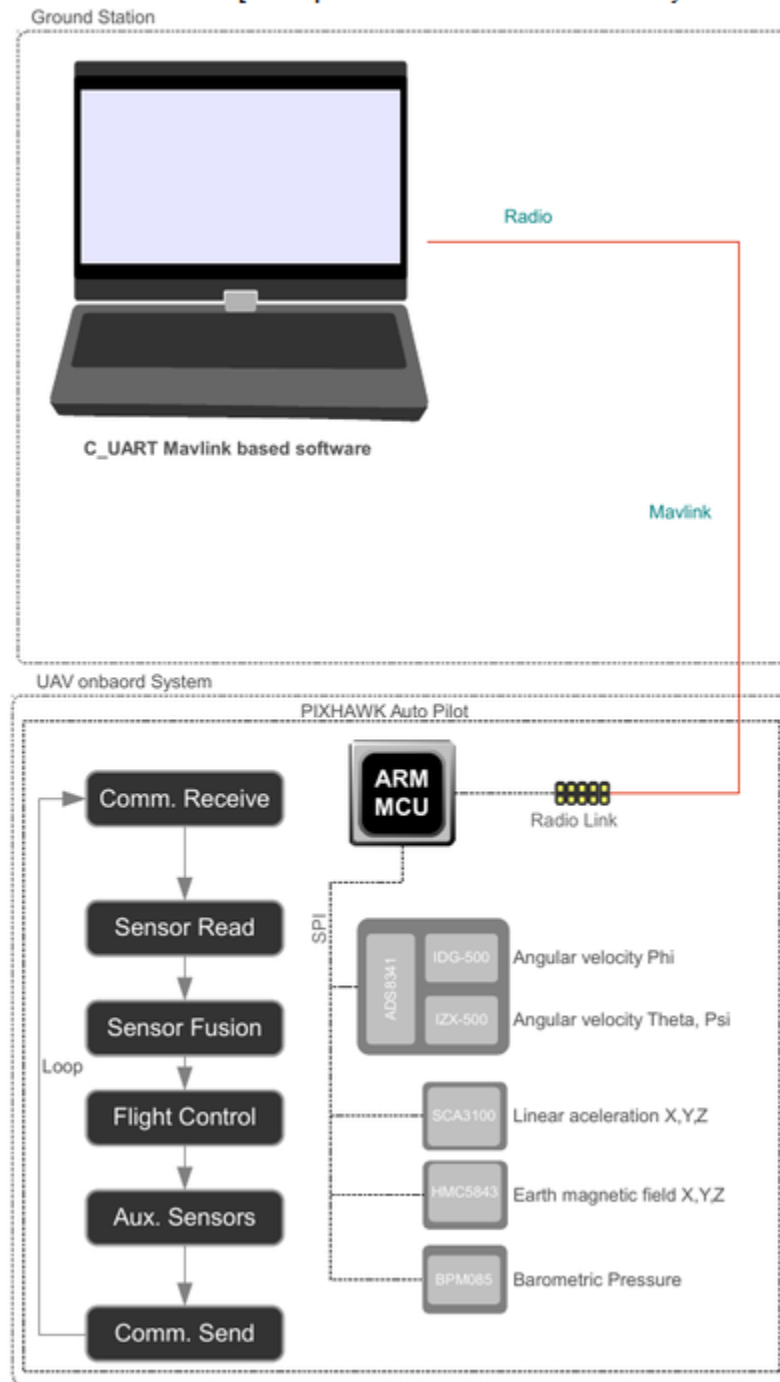 Ground Station
Radio
C_UART Mavlink based software
Mavlink
UAV onbaord System
PIXHAWK Auto Pilot
ARM
MCU
Comm. Receive
Radio Link
SPI
Sensor Read
ADS8341
IDG-500
Angular velocity Phi
IZX-500
Angular velocity Theta, Psi
Sensor Fusion
Loop
Flight Control
SCA3100
Linear aceleration X,Y,Z
HMC5843
Earth magnetic field X,Y,Z
Aux. Sensors
BPM085
Barometric Pressure
Comm. Send